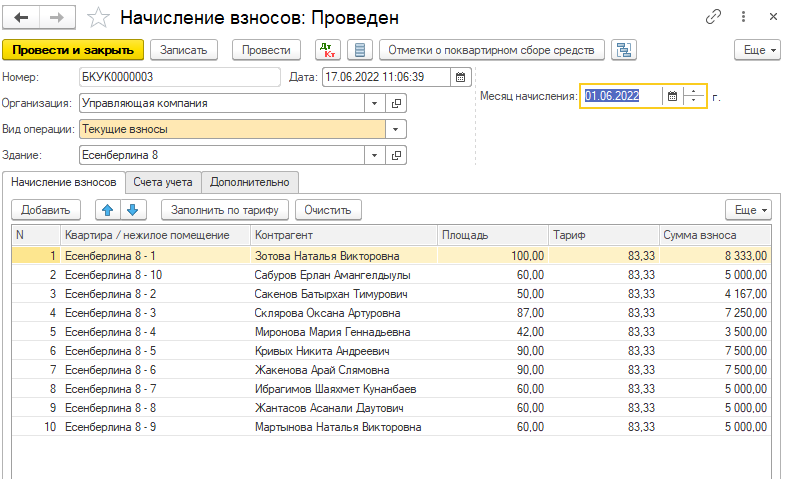 Начисление взносов: Проведен
Провести и закрыть Записать Провести Дт Кт Отметки о поквартирном сборе средств Еще
Номер: БКУК0000003 Дата: 17.06.2022 11:06:39
Месяц начисления: 01.06.2022 г.
Организация: Управляющая компания
Вид операции: Текущие взносы
Здание: Есенберлина 8
Начисление взносов Счета учета Дополнительно
Добавить Заполнить по тарифу Очистить Еще
N Квартира / нежилое помещение Контрагент Площадь Тариф Сумма взноса
1 Есенберлина 8 - 1 Зотова Наталья Викторовна 100,00 83,33 8 333,00
2 Есенберлина 8 - 10 Сабуров Ерлан Амангелдыулы 60,00 83,33 5 000,00
3 Есенберлина 8 - 2 Сакенов Батырхан Тимурович 50,00 83,33 4 167,00
4 Есенберлина 8 - 3 Склярова Оксана Артуровна 87,00 83,33 7 250,00
5 Есенберлина 8 - 4 Миронова Мария Геннадьевна 42,00 83,33 3 500,00
6 Есенберлина 8 - 5 Кривых Никита Андреевич 90,00 83,33 7 500,00
7 Есенберлина 8 - 6 Жакенова Арай Слямовна 90,00 83,33 7 500,00
8 Есенберлина 8 - 7 Ибрагимов Шаяхмет Кунанбаев 60,00 83,33 5 000,00
9 Есенберлина 8 - 8 Жантасов Асанали Даутович 60,00 83,33 5 000,00
10 Есенберлина 8 - 9 Мартынова Наталья Викторовна 60,00 83,33 5 000,00